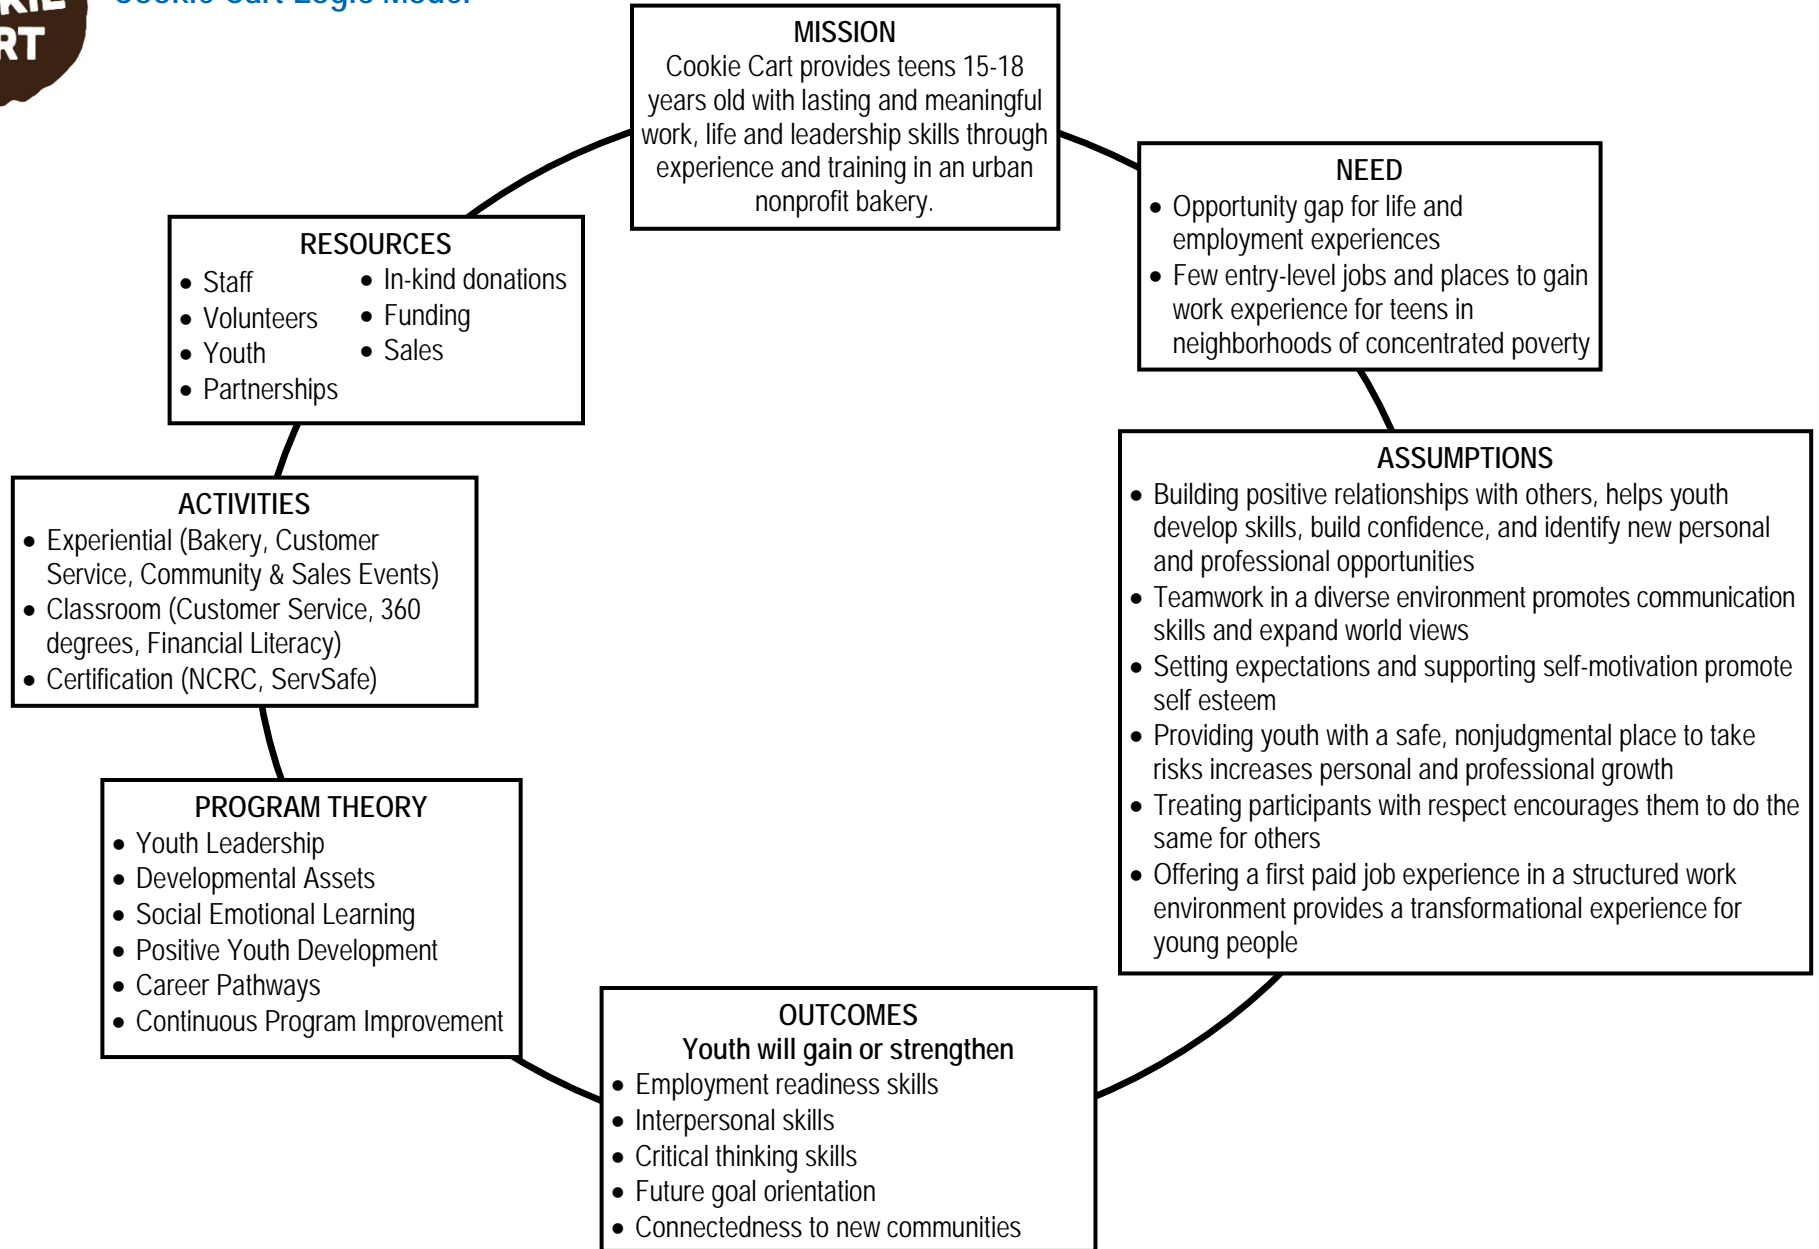 RT
Cookie Cart Logic Model
MISSION
Cookie Cart provides teens 15-18
years old with lasting and meaningful
work, life and leadership skills through
experience and training in an urban
nonprofit bakery.
NEED
• Opportunity gap for life and
employment experiences
• Few entry-level jobs and places to gain
work experience for teens in
neighborhoods of concentrated poverty
ASSUMPTIONS
• Building positive relationships with others, helps youth
develop skills, build confidence, and identify new personal
and professional opportunities
• Teamwork in a diverse environment promotes communication
skills and expand world views
• Setting expectations and supporting self-motivation promote
self esteem
• Providing youth with a safe, nonjudgmental place to take
risks increases personal and professional growth
• Treating participants with respect encourages them to do the
same for others
• Offering a first paid job experience in a structured work
environment provides a transformational experience for
young people
OUTCOMES
Youth will gain or strengthen
• Employment readiness skills
• Interpersonal skills
• Critical thinking skills
• Future goal orientation
• Connectedness to new communities
PROGRAM THEORY
• Youth Leadership
• Developmental Assets
• Social Emotional Learning
• Positive Youth Development
• Career Pathways
• Continuous Program Improvement
ACTIVITIES
• Experiential (Bakery, Customer
Service, Community & Sales Events)
• Classroom (Customer Service, 360
degrees, Financial Literacy)
• Certification (NCRC, ServSafe)
RESOURCES
• Staff
• Volunteers
• Youth
• Partnerships
• In-kind donations
• Funding
• Sales